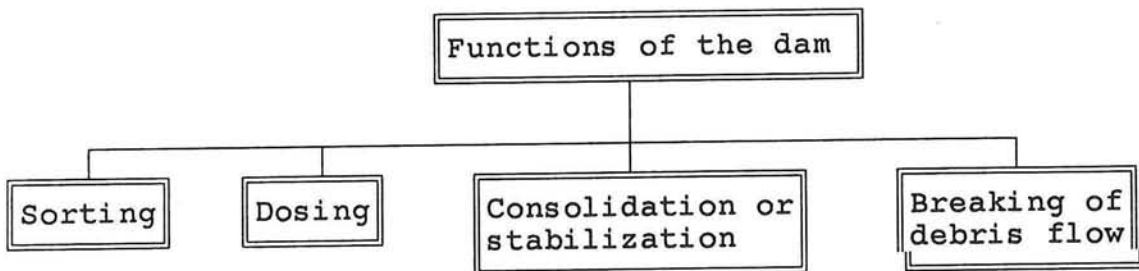 Functions of the dam
Sorting
Dosing
Consolidation or
stabilization
Breaking of
debris flow